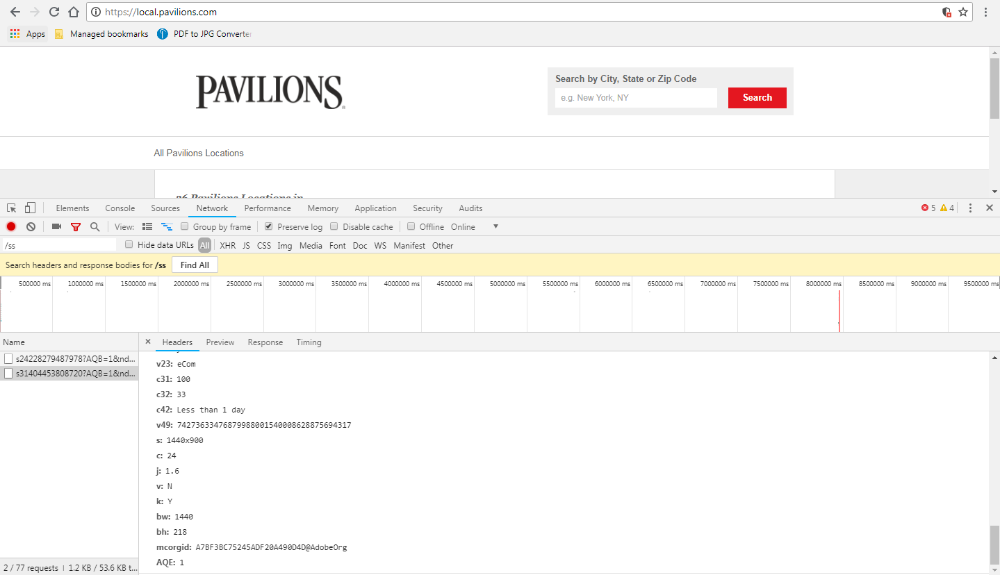 https://local.pavilions.com
Apps Managed bookmarks PDF to JPG Converter
PAVILIONS
Search by City, State or Zip Code
e.g. New York, NY Search
All Pavilions Locations
26 Pavilions Locations in
Elements Console Sources Network Performance Memory Application Security Audits 5 4
View: Group by frame Preserve log Disable cache Offline Online
/ss Hide data URLs All XHR JS CSS Img Media Font Doc WS Manifest Other
Search headers and response bodies for /ss Find All
500000 ms 1000000 ms 1500000 ms 2000000 ms 2500000 ms 3000000 ms 3500000 ms 4000000 ms 4500000 ms 5000000 ms 5500000 ms 6000000 ms 6500000 ms 7000000 ms 7500000 ms 8000000 ms 8500000 ms 9000000 ms 9500000 ms
Name Headers Preview Response Timing
s24228279487978?AQB=1&nd...
s31404453808720?AQB=1&nd...
v23: eCom
c31: 100
c32: 33
c42: Less than 1 day
v49: 74273633476879988001540008628875694317
s: 1440x900
c: 24
j: 1.6
v: N
k: Y
bw: 1440
bh: 218
mcorgid: A7BF3BC75245ADF20A490D4D@AdobeOrg
AQE: 1
2 / 77 requests | 1.2 KB / 53.6 KB t...